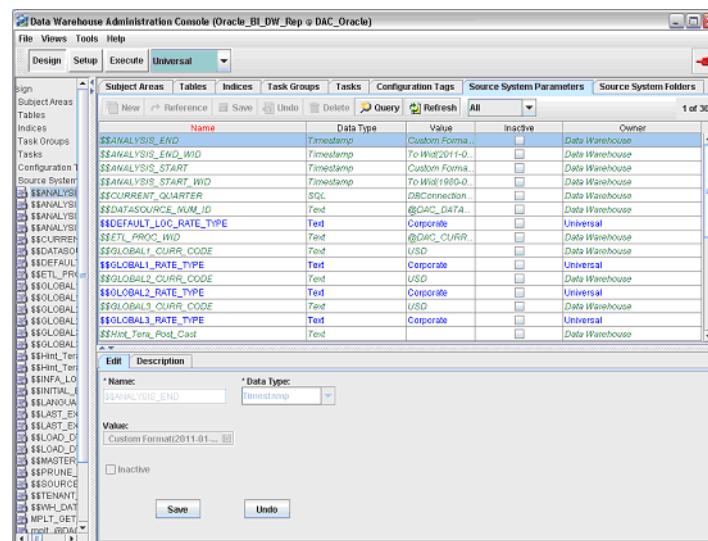 Data Warehouse Administration Console (Oracle_BI_DW_Rep @ DAC_Oracle)
File Views Tools Help
Design Setup Execute Universal
Subject Areas Tables Indices Task Groups Tasks Configuration Tags Source System Parameters Source System Folders
New Reference Save Undo Delete Query Refresh All 1 of 30
Name Data Type Value Inactive Owner
$$ANALYSIS_END Timestamp Custom Forma... Data Warehouse
$$ANALYSIS_END_WID Timestamp To Wid(2011-0... Data Warehouse
$$ANALYSIS_START Timestamp Custom Forma... Data Warehouse
$$ANALYSIS_START_WID Timestamp To Wid(1980-0... Data Warehouse
$$CURRENT_QUARTER SQL DBConnection... Data Warehouse
$$DATASOURCE_NUM_ID Text @DAC_DATA... Data Warehouse
$$DEFAULT_LOC_RATE_TYPE Text Corporate Universal
$$ETL_PROC_WID Text @DAC_CURR... Data Warehouse
$$GLOBAL1_CURR_CODE Text USD Data Warehouse
$$GLOBAL1_RATE_TYPE Text Corporate Universal
$$GLOBAL2_CURR_CODE Text USD Data Warehouse
$$GLOBAL2_RATE_TYPE Text Corporate Universal
$$GLOBAL3_CURR_CODE Text USD Data Warehouse
$$GLOBAL3_RATE_TYPE Text Corporate Universal
$$Hint_Tera_Post_Cast Text Data Warehouse
sign
Subject Areas
Tables
Indices
Task Groups
Tasks
Configuration T
Source System
$$ANALYSI
$$ANALYSI
$$ANALYSI
$$ANALYSI
$$CURREN
$$DATASO
$$DEFAUL
$$ETL_PR
$$GLOBAL
$$GLOBAL
$$GLOBAL
$$GLOBAL
$$GLOBAL
$$GLOBAL
$$Hint_Ter
$$Hint_Ter
$$INFA_LO
$$INITIAL_E
$$LANGUA
$$LAST_EX
$$LAST_EX
$$LOAD_D
$$LOAD_D
$$MASTER
$$PRUNE_
$$SOURCE
$$TENANT_
$$WH_DAT
MPLT_GET
Edit Description
*Name: *Data Type:
$$ANALYSIS_END Timestamp
Value:
Custom Format(2011-01-...
Inactive
Save Undo